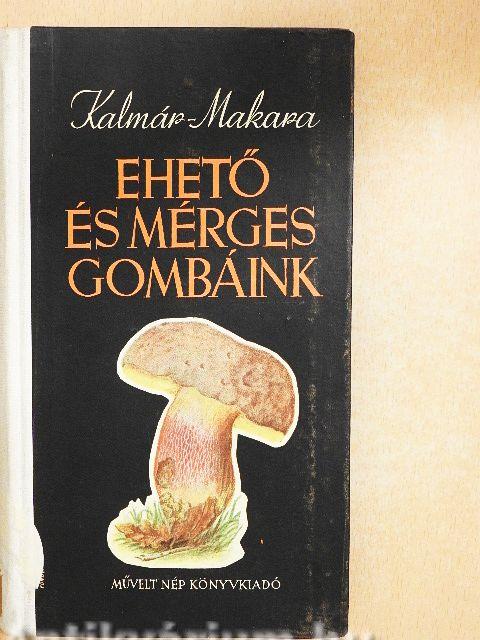 Kalmár-Makara
EHETŐ
ÉS MÉRGES
GOMBÁINK
MŰVELT NÉP KÖNYVKIADÓ